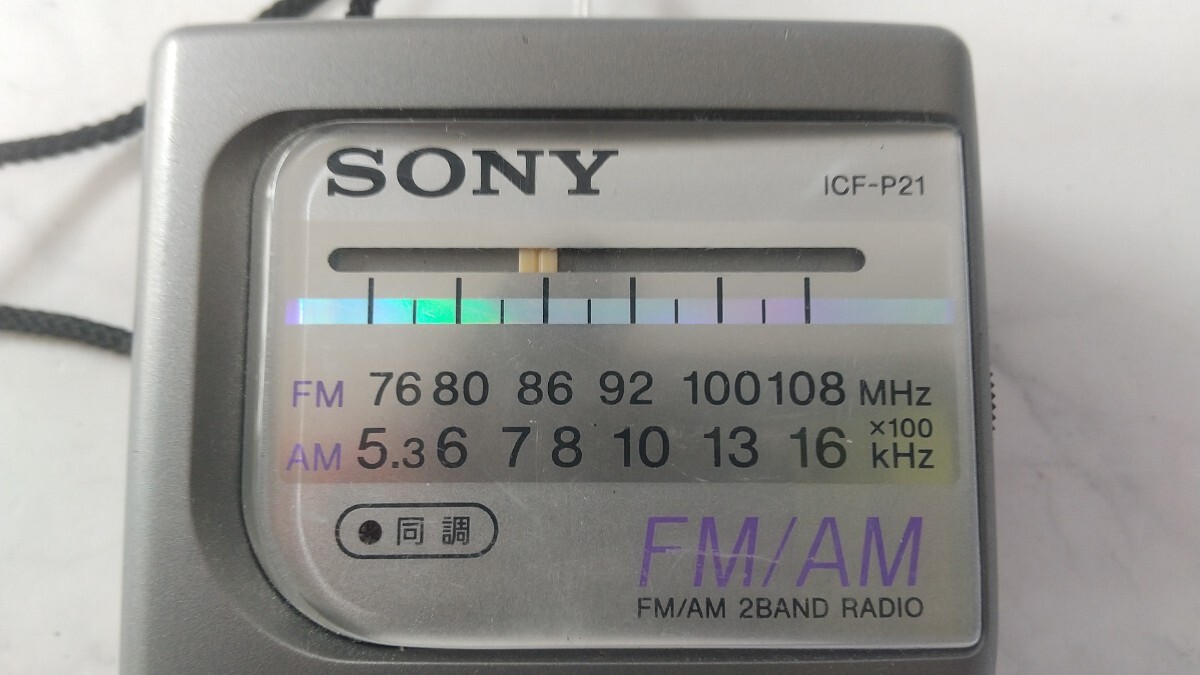 SONY
ICF-P21
FM 76 80 86 92 100 108 MHz
AM 5.3 6 7 8 10 13 16 ×100 kHz
同調
FM/AM
FM/AM 2BAND RADIO